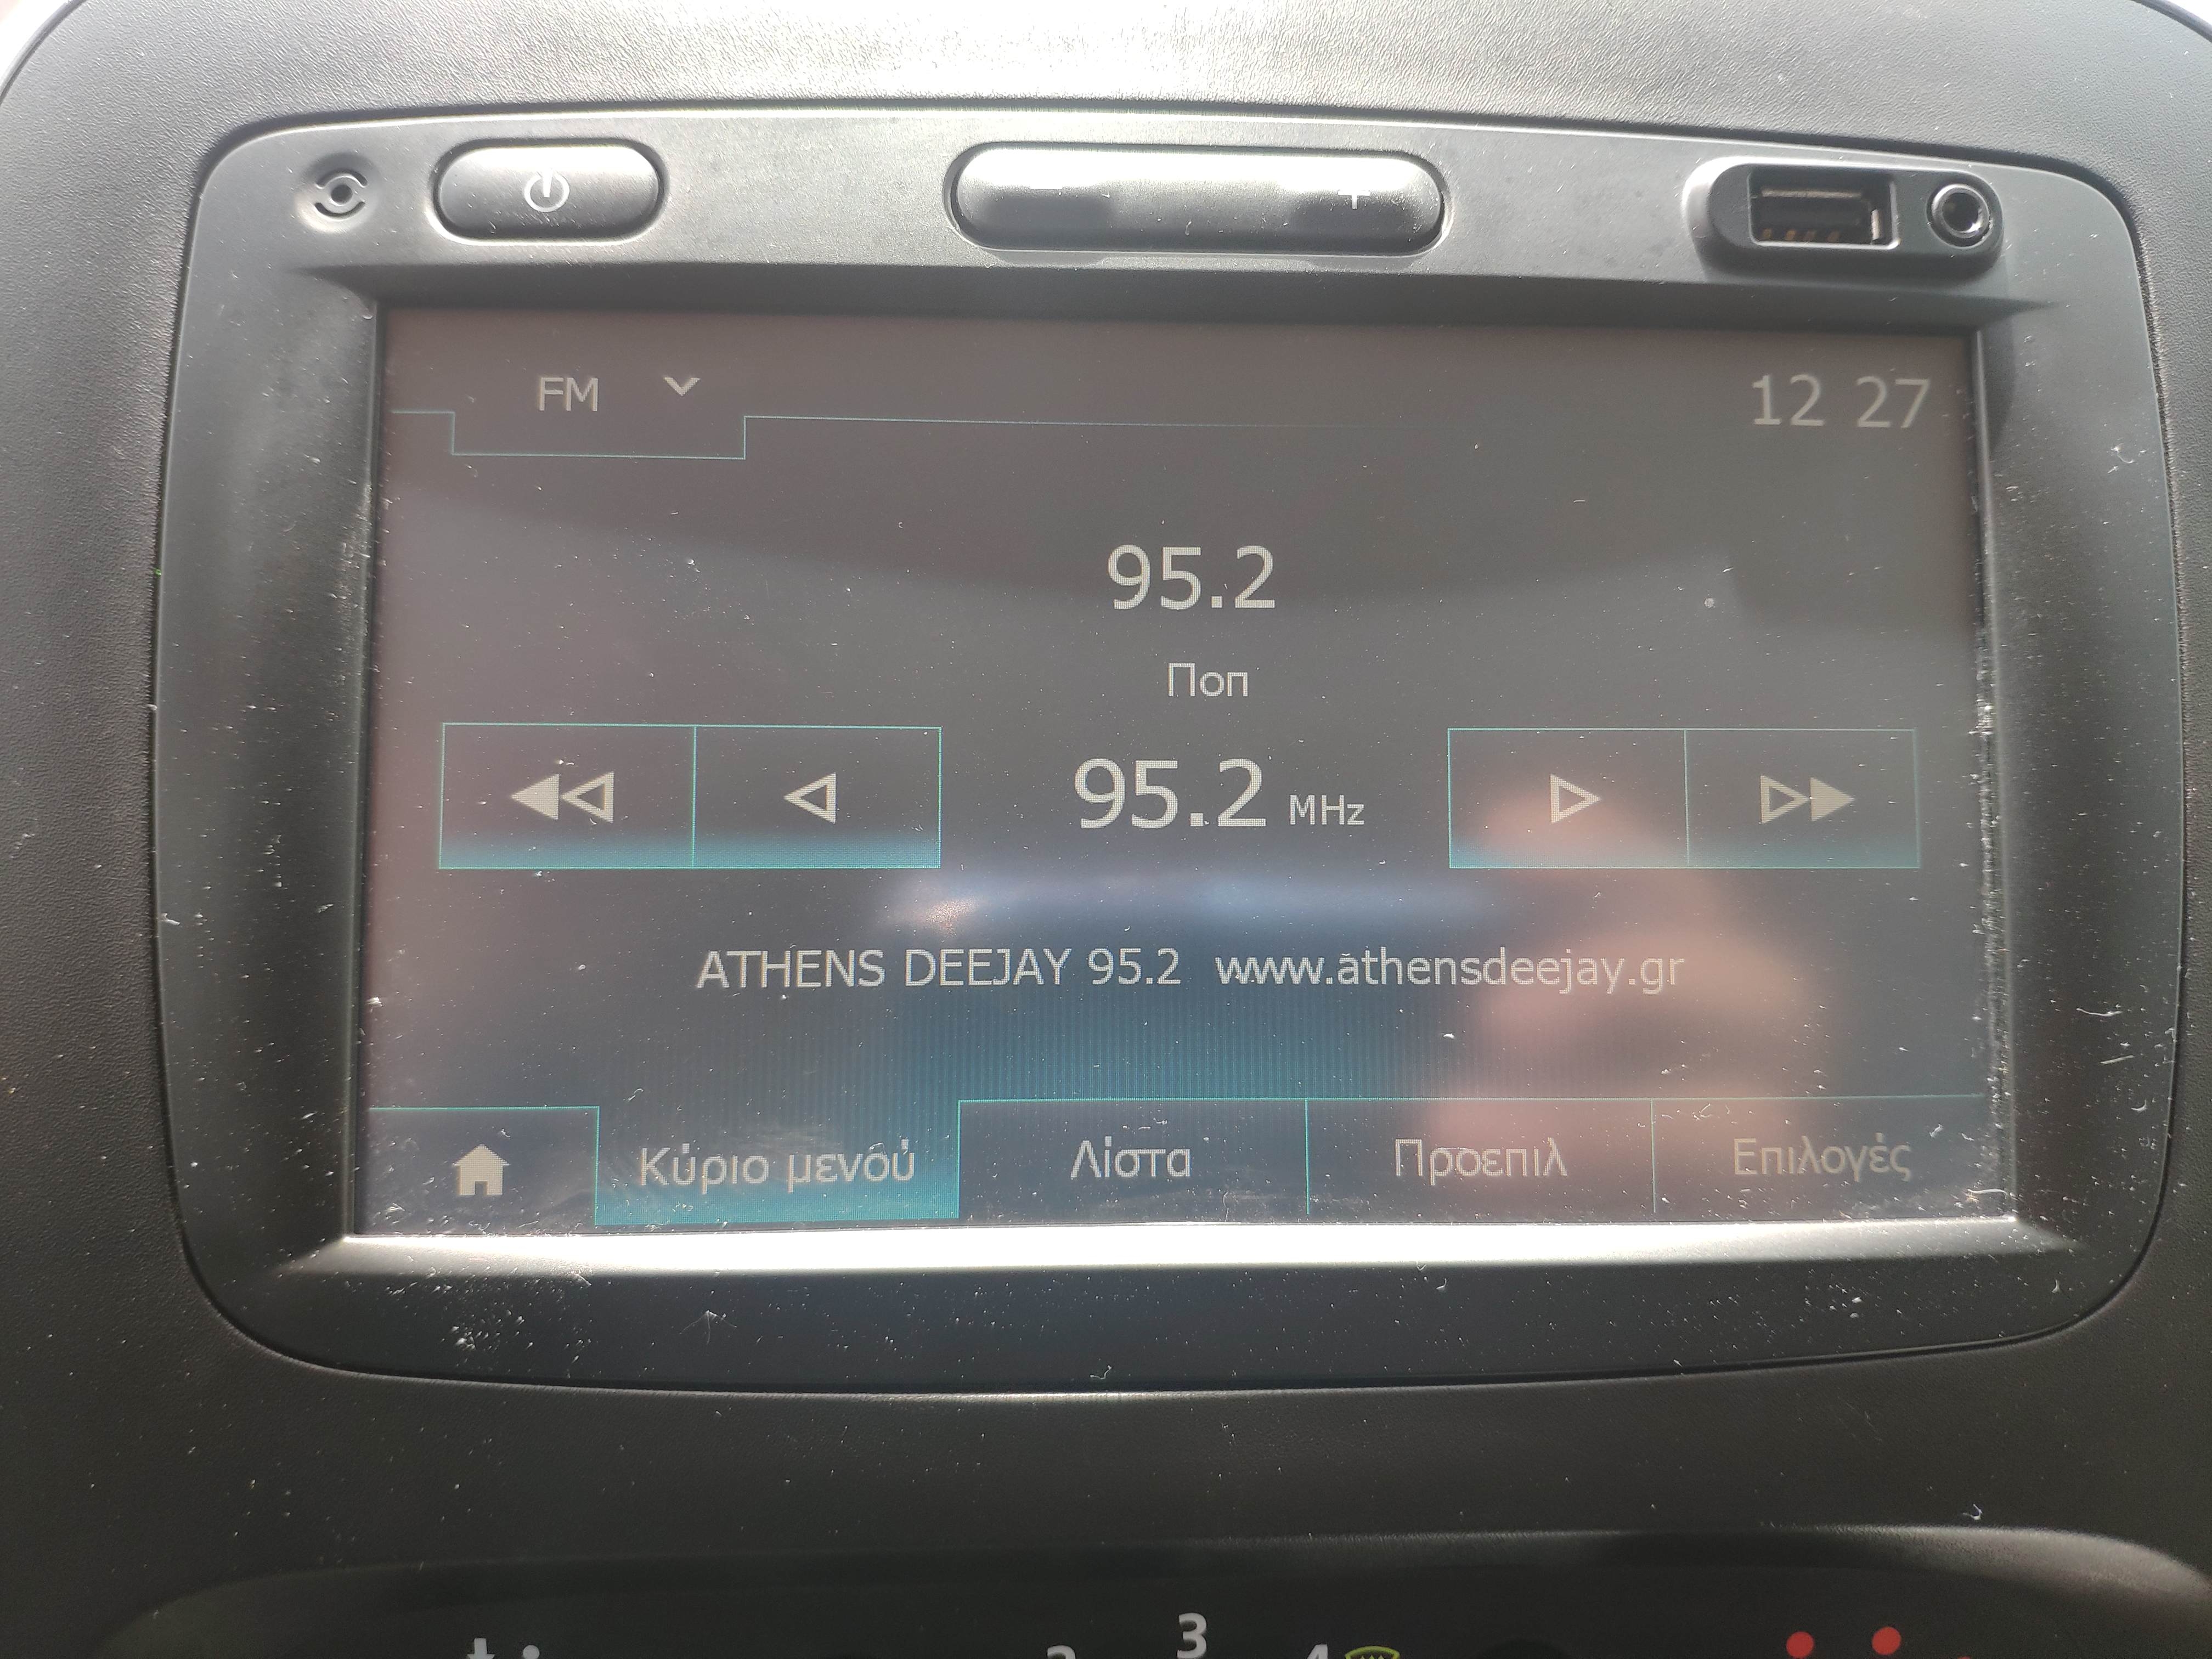 FM
12 27
95.2
Ποπ
95.2 MHz
ATHENS DEEJAY 95.2 www.athensdeejay.gr
Κύριο μενού Λίστα Προεπιλ Επιλογές
3